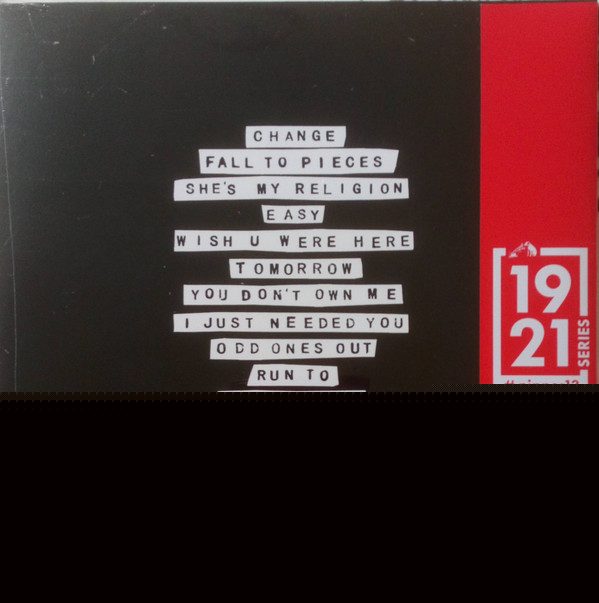 CHANGE
FALL TO PIECES
SHE'S MY RELIGION
EASY
WISH U WERE HERE
TOMORROW
YOU DON'T OWN ME
I JUST NEEDED YOU
ODD ONES OUT
RUN TO
19
21
SERIES